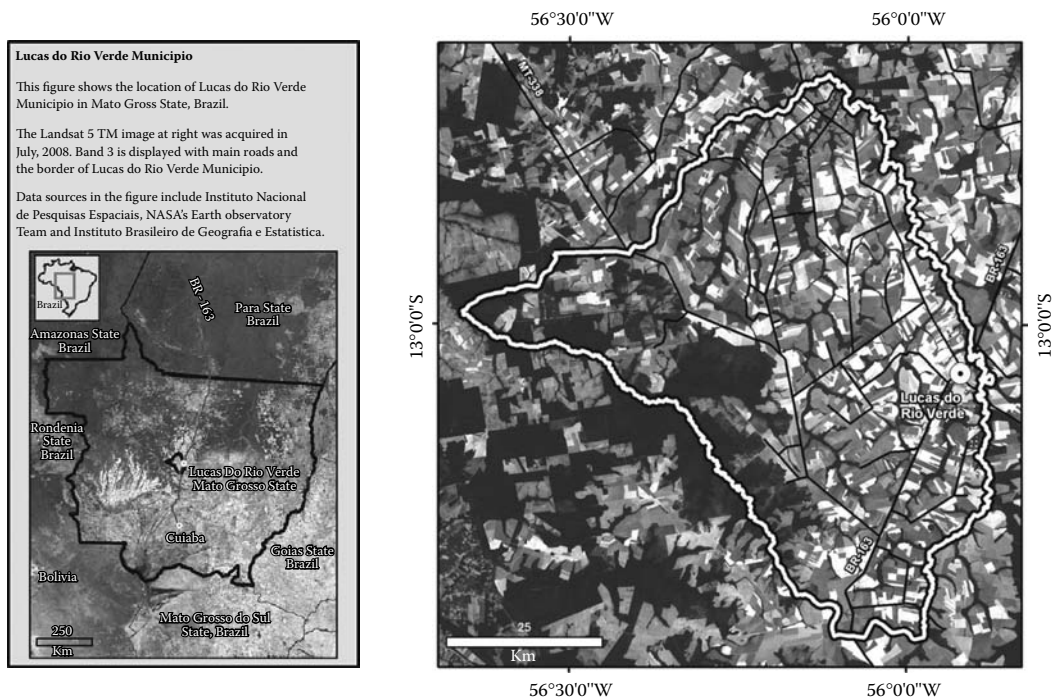 Lucas do Rio Verde Municipio
This figure shows the location of Lucas do Rio Verde
Municipio in Mato Gross State, Brazil.
The Landsat 5 TM image at right was acquired in
July, 2008. Band 3 is displayed with main roads and
the border of Lucas do Rio Verde Municipio.
Data sources in the figure include Instituto Nacional
de Pesquisas Espaciais, NASA's Earth observatory
Team and Instituto Brasileiro de Geografia e Estatistica.
Brazil
BR - 163
Para State
Brazil
Amazonas State
Brazil
Rondenia
State
Brazil
Lucas Do Rio Verde
Mato Grosso State
Cuiaba
Goias State
Brazil
Bolivia
Mato Grosso do Sul
State, Brazil
250
Km
56°30'0"W
56°0'0"W
MT-338
BR-163
13°0'0"S
13°0'0"S
Lucas do
Rio Verde
BR-163
25
Km
56°30'0"W
56°0'0"W